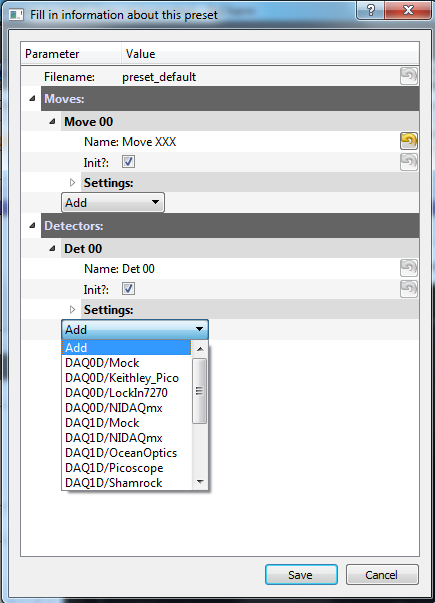 Fill in information about this preset
Parameter Value
Filename: preset_default
Moves:
Move 00
Name: Move XXX
Init?:
Settings:
Add
Detectors:
Det 00
Name: Det 00
Init?:
Settings:
Add
Add
DAQ0D/Mock
DAQ0D/Keithley_Pico
DAQ0D/LockIn7270
DAQ0D/NIDAQmx
DAQ1D/Mock
DAQ1D/NIDAQmx
DAQ1D/OceanOptics
DAQ1D/Picoscope
DAQ1D/Shamrock
Save Cancel